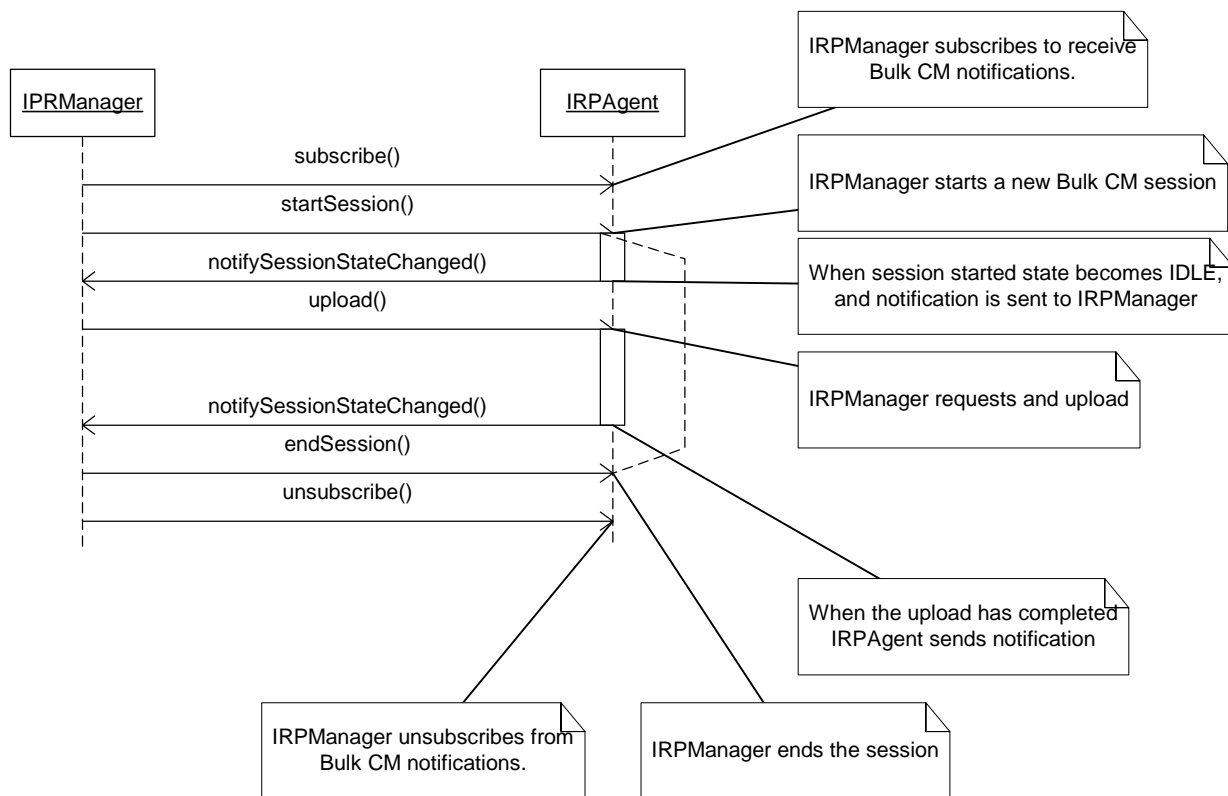 IRPManager subscribes to receive
Bulk CM notifications.
IPRManager
IRPAgent
subscribe()
IRPManager starts a new Bulk CM session
startSession()
notifySessionStateChanged()
When session started state becomes IDLE,
and notification is sent to IRPManager
upload()
IRPManager requests and upload
notifySessionStateChanged()
endSession()
unsubscribe()
When the upload has completed
IRPAgent sends notification
IRPManager unsubscribes from
Bulk CM notifications.
IRPManager ends the session